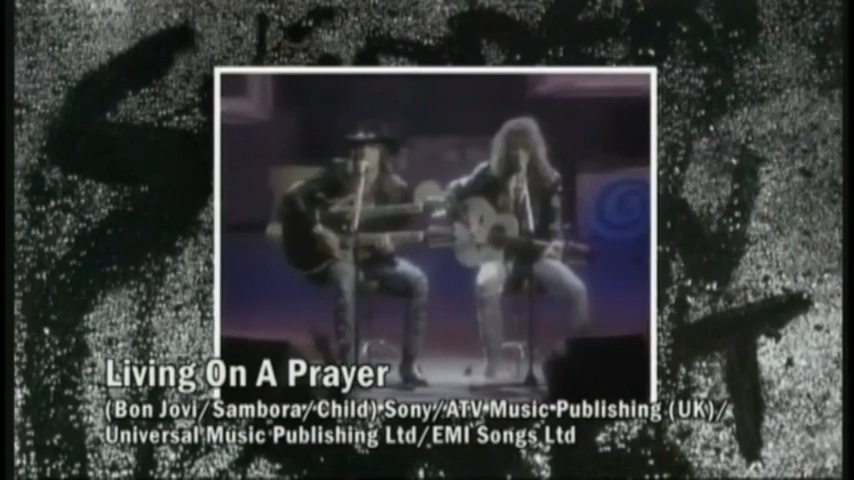 Living On A Prayer
(Bon Jovi/Sambora/Child) Sony/ATV Music Publishing (UK)/
Universal Music Publishing Ltd/EMI Songs Ltd